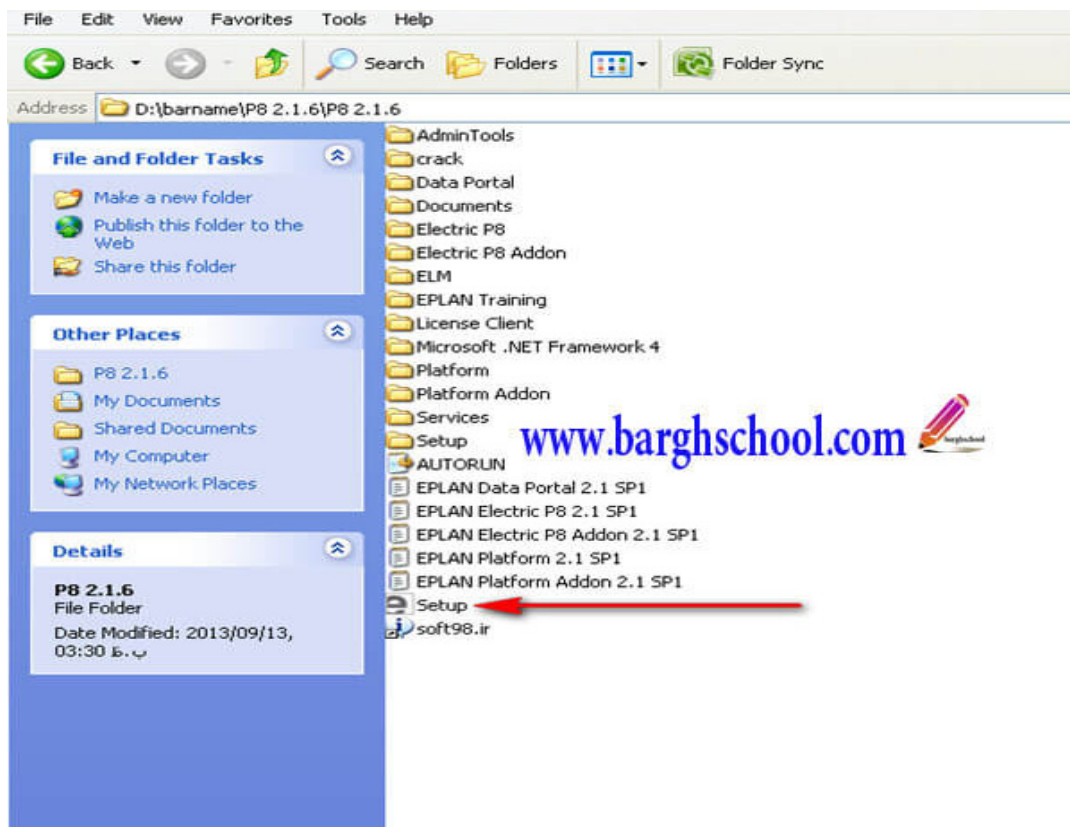 File Edit View Favorites Tools Help
Back Search Folders Folder Sync
Address D:\barname\P8 2.1.6\P8 2.1.6
File and Folder Tasks
Make a new folder
Publish this folder to the
Web
Share this folder
Other Places
P8 2.1.6
My Documents
Shared Documents
My Computer
My Network Places
Details
P8 2.1.6
File Folder
Date Modified: 2013/09/13,
03:30 ب.ظ
AdminTools
crack
Data Portal
Documents
Electric P8
Electric P8 Addon
ELM
EPLAN Training
License Client
Microsoft .NET Framework 4
Platform
Platform Addon
Services
Setup
AUTORUN
EPLAN Data Portal 2.1 SP1
EPLAN Electric P8 2.1 SP1
EPLAN Electric P8 Addon 2.1 SP1
EPLAN Platform 2.1 SP1
EPLAN Platform Addon 2.1 SP1
Setup
soft98.ir
www.barghschool.com
barghschool